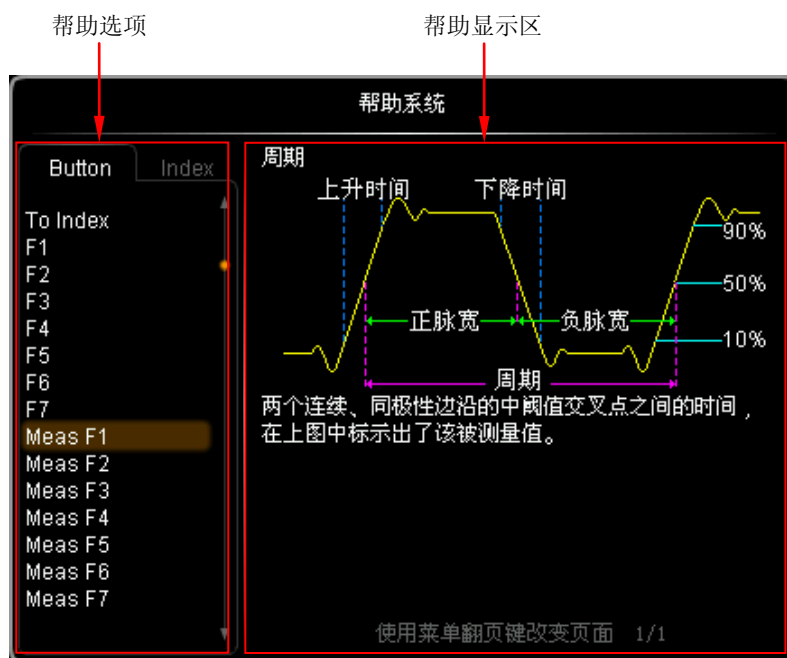 帮助选项
帮助显示区
帮助系统
Button
Index
To Index
F1
F2
F3
F4
F5
F6
F7
Meas F1
Meas F2
Meas F3
Meas F4
Meas F5
Meas F6
Meas F7
周期
上升时间
下降时间
90%
50%
正脉宽
负脉宽
10%
周期
两个连续、同极性边沿的中阈值交叉点之间的时间，
在上图中标示出了该被测量值。
使用菜单翻页键改变页面 1/1